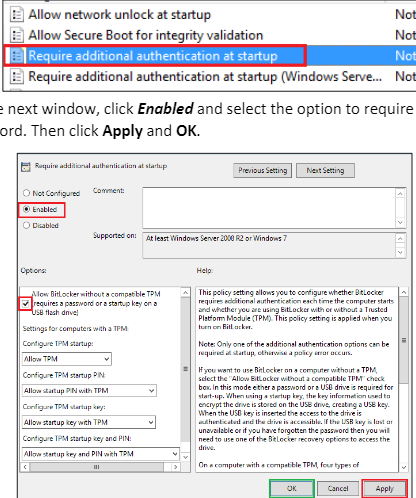 Allow network unlock at startup Not
Allow Secure Boot for integrity validation Not
Require additional authentication at startup Not
Require additional authentication at startup (Windows Serve... Not
e next window, click Enabled and select the option to require
ord. Then click Apply and OK.
Require additional authentication at startup
Previous Setting Next Setting
Not Configured Comment:
Enabled
Disabled
Supported on: At least Windows Server 2008 R2 or Windows 7
Options: Help:
Allow BitLocker without a compatible TPM
(requires a password or a startup key on a
USB flash drive)
Settings for computers with a TPM:
Configure TPM startup:
Allow TPM
Configure TPM startup PIN:
Allow startup PIN with TPM
Configure TPM startup key:
Allow startup key with TPM
Configure TPM startup key and PIN:
Allow startup key and PIN with TPM
This policy setting allows you to configure whether BitLocker
requires additional authentication each time the computer starts
and whether you are using BitLocker with or without a Trusted
Platform Module (TPM). This policy setting is applied when you
turn on BitLocker.
Note: Only one of the additional authentication options can be
required at startup, otherwise a policy error occurs.
If you want to use BitLocker on a computer without a TPM,
select the "Allow BitLocker without a compatible TPM" check
box. In this mode either a password or a USB drive is required for
start-up. When using a startup key, the key information used to
encrypt the drive is stored on the USB drive, creating a USB key.
When the USB key is inserted the access to the drive is
authenticated and the drive is accessible. If the USB key is lost or
unavailable or if you have forgotten the password then you will
need to use one of the BitLocker recovery options to access the
drive.
On a computer with a compatible TPM, four types of
OK Cancel Apply